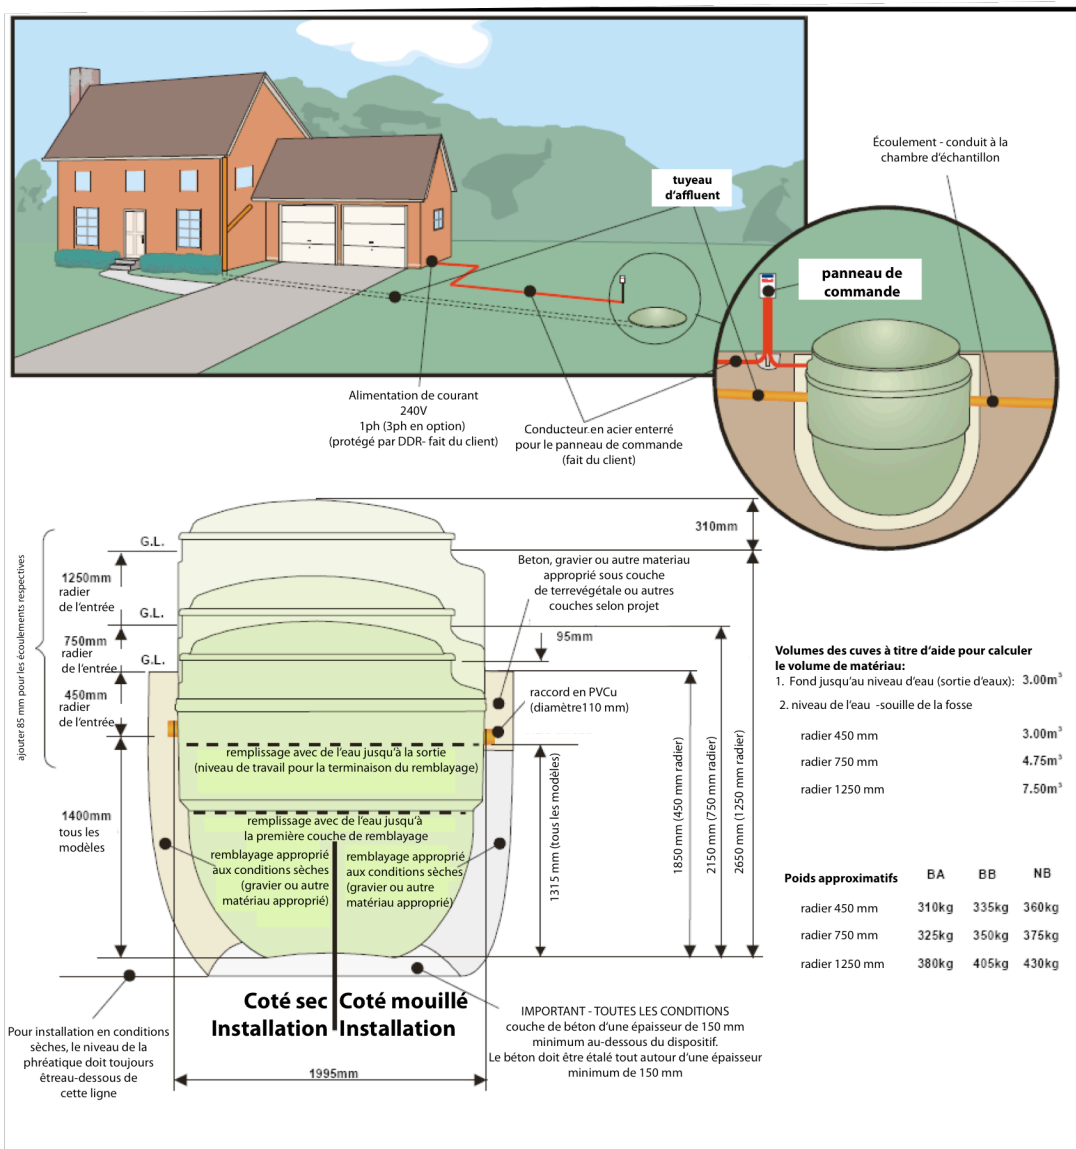 Écoulement - conduit à la
chambre d'échantillon
tuyeau
d'affluent
panneau de
commande
Alimentation de courant
240V
1ph (3ph en option)
(protégé par DDR- fait du client)
Conducteur en acier enterré
pour le panneau de commande
(fait du client)
310mm
ajouter 85 mm pour les écoulements respectives
G.L.
1250mm
radier
de l'entrée
G.L.
750mm
radier
de l'entrée
G.L.
450mm
radier
de l'entrée
1400mm
tous les
modèles
Beton, gravier ou autre materiau
approprié sous couche
de terrevégétale ou autres
couches selon projet
95mm
raccord en PVCu
(diamètre110 mm)
remplissage avec de l'eau jusqu'à la sortie
(niveau de travail pour la terminaison du remblayage)
remplissage avec de l'eau jusqu'à
la première couche de remblayage
remblayage approprié
aux conditions sèches
(gravier ou autre
matériau approprié)
remblayage approprié
aux conditions sèches
(gravier ou autre
matériau approprié)
1315 mm (tous les modèles)
1850 mm (450 mm radier)
2150 mm (750 mm radier)
2650 mm (1250 mm radier)
Volumes des cuves à titre d'aide pour calculer
le volume de matériau:
1. Fond jusqu'au niveau d'eau (sortie d'eaux): 3.00m³
2. niveau de l'eau -souille de la fosse
radier 450 mm 3.00m³
radier 750 mm 4.75m³
radier 1250 mm 7.50m³
Poids approximatifs BA BB NB
radier 450 mm 310kg 335kg 360kg
radier 750 mm 325kg 350kg 375kg
radier 1250 mm 380kg 405kg 430kg
Coté sec
Installation
Coté mouillé
Installation
Pour installation en conditions
sèches, le niveau de la
phréatique doit toujours
êtreau-dessous de
cette ligne
IMPORTANT - TOUTES LES CONDITIONS
couche de béton d'une épaisseur de 150 mm
minimum au-dessous du dispositif.
Le béton doit être étalé tout autour d'une épaisseur
minimum de 150 mm
1995mm